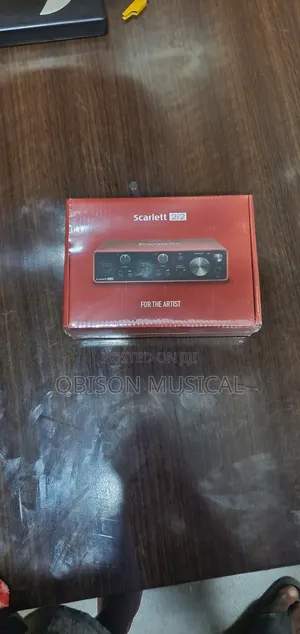 Scarlett 2i2
FOR THE ARTIST
POSTED ON JIJI
OBISON MUSICAL